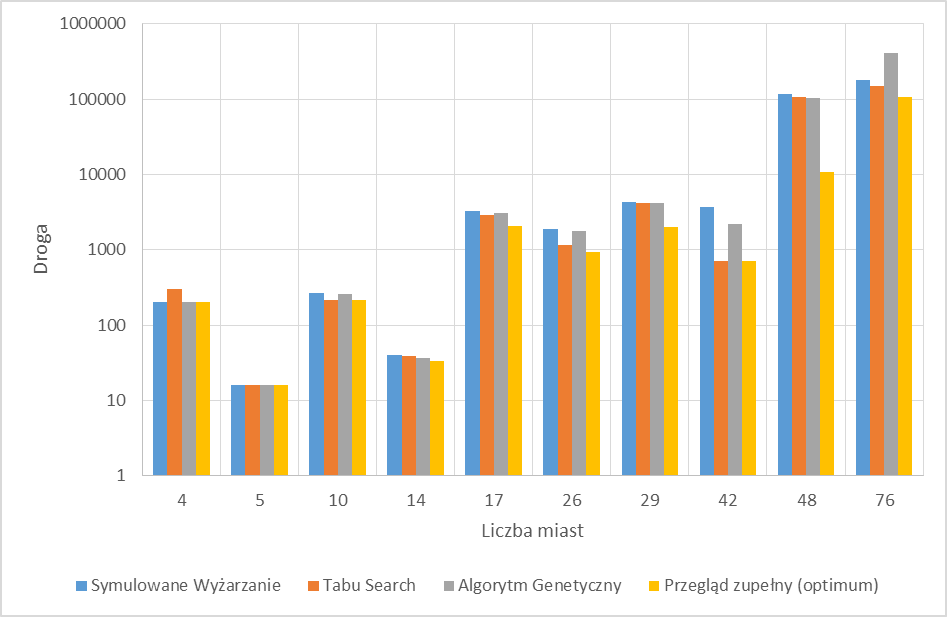 1000000
100000
10000
1000
100
10
1
Droga
4 5 10 14 17 26 29 42 48 76
Liczba miast
Symulowane Wyżarzanie Tabu Search Algorytm Genetyczny Przegląd zupełny (optimum)